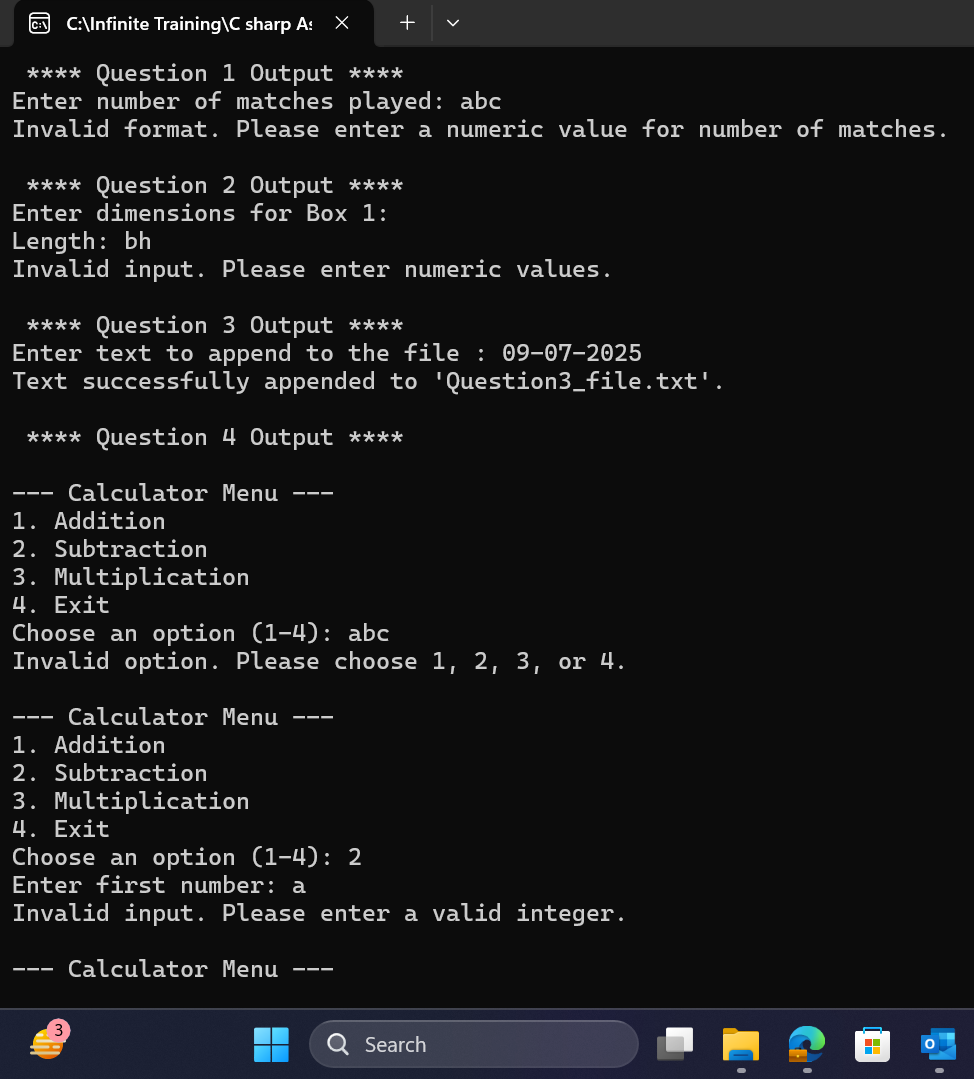 C:\Infinite Training\C sharp As
**** Question 1 Output ****
Enter number of matches played: abc
Invalid format. Please enter a numeric value for number of matches.
**** Question 2 Output ****
Enter dimensions for Box 1:
Length: bh
Invalid input. Please enter numeric values.
**** Question 3 Output ****
Enter text to append to the file : 09-07-2025
Text successfully appended to 'Question3_file.txt'.
**** Question 4 Output ****
--- Calculator Menu ---
1. Addition
2. Subtraction
3. Multiplication
4. Exit
Choose an option (1-4): abc
Invalid option. Please choose 1, 2, 3, or 4.
--- Calculator Menu ---
1. Addition
2. Subtraction
3. Multiplication
4. Exit
Choose an option (1-4): 2
Enter first number: a
Invalid input. Please enter a valid integer.
--- Calculator Menu ---
3
Search